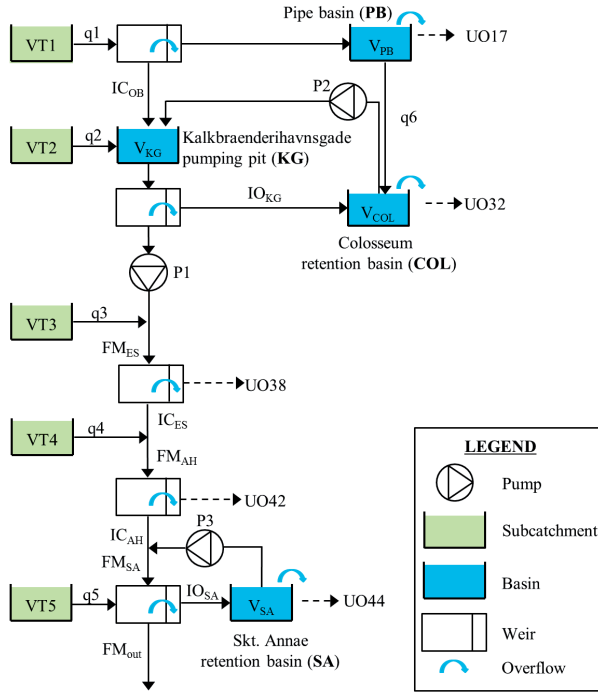 Pipe basin (PB)
VT1
q1
V_PB
UO17
IC_OB
P2
q6
VT2
q2
V_KG
Kalkbraenderihavnsgade
pumping pit (KG)
IO_KG
V_COL
UO32
Colosseum
retention basin (COL)
P1
VT3
q3
FM_ES
UO38
IC_ES
VT4
q4
FM_AH
UO42
IC_AH
P3
FM_SA
VT5
q5
IO_SA
V_SA
UO44
FM_out
Skt. Annae
retention basin (SA)
LEGEND
Pump
Subcatchment
Basin
Weir
Overflow